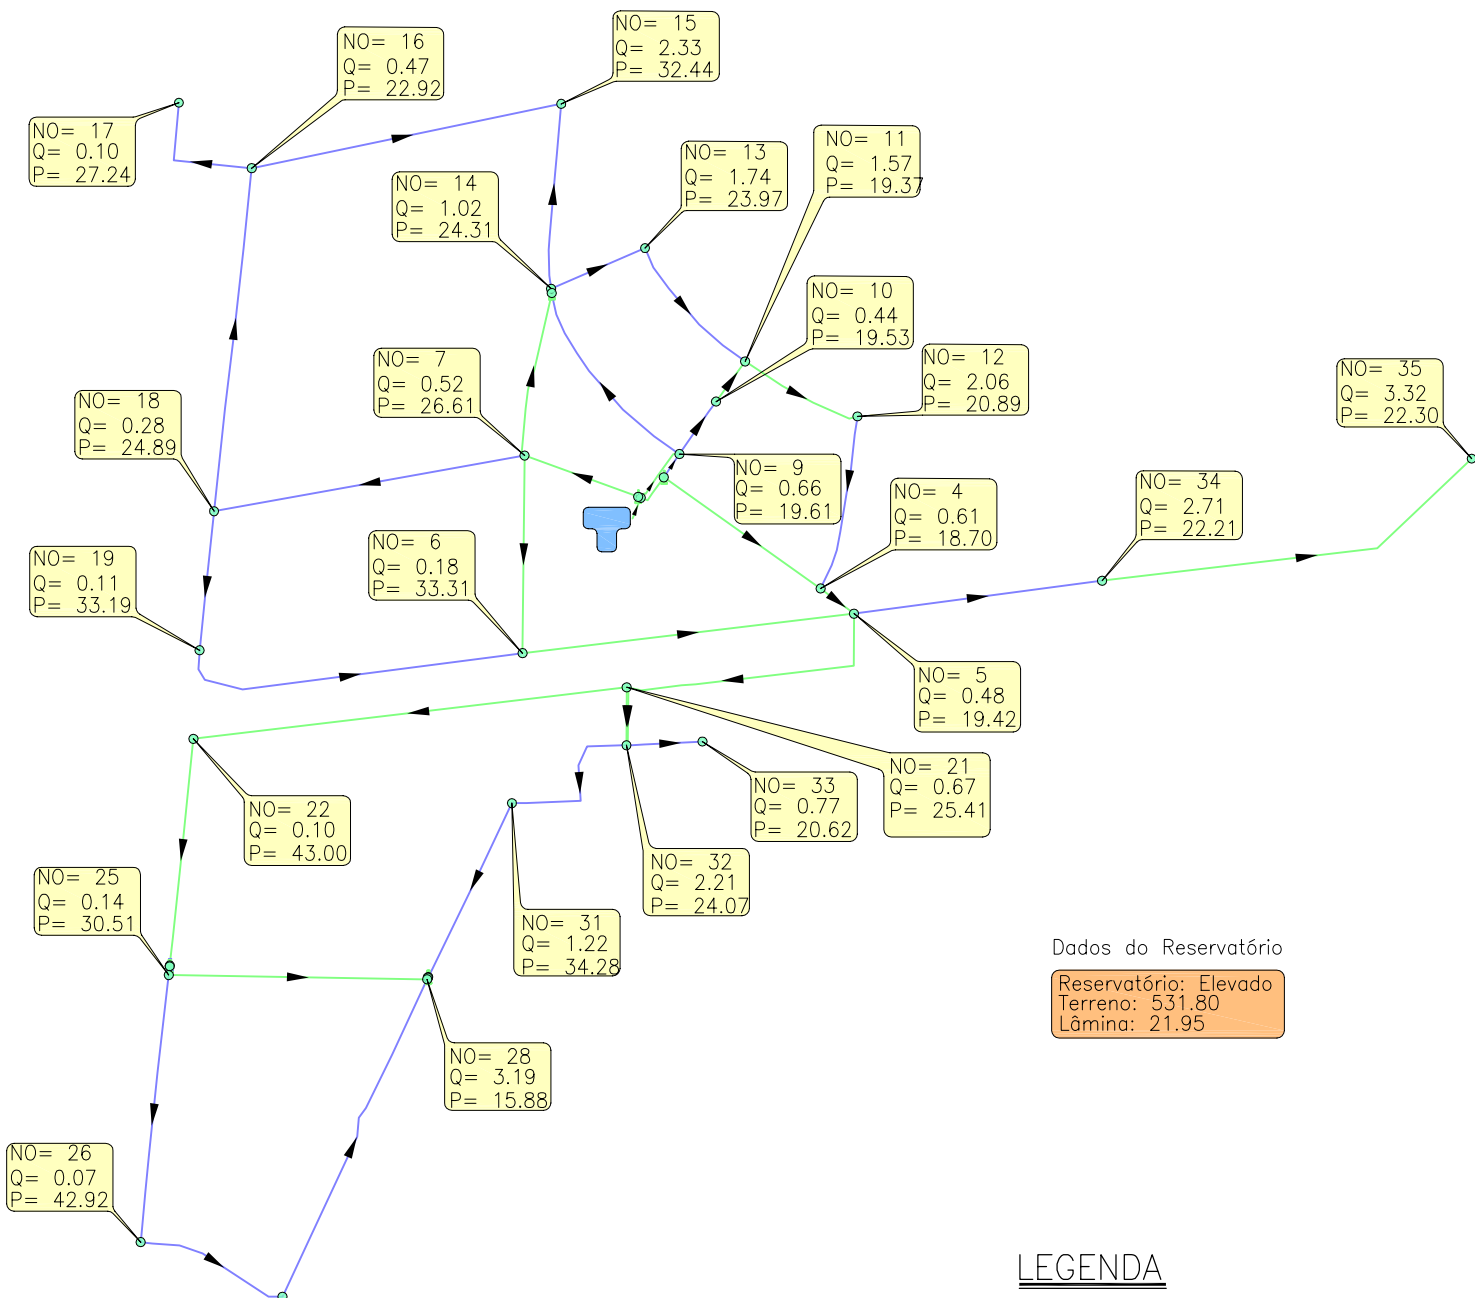 NO= 15
Q= 2.33
P= 32.44
NO= 16
Q= 0.47
P= 22.92
NO= 17
Q= 0.10
P= 27.24
NO= 11
Q= 1.57
P= 19.37
NO= 13
Q= 1.74
P= 23.97
NO= 14
Q= 1.02
P= 24.31
NO= 10
Q= 0.44
P= 19.53
NO= 7
Q= 0.52
P= 26.61
NO= 12
Q= 2.06
P= 20.89
NO= 35
Q= 3.32
P= 22.30
NO= 18
Q= 0.28
P= 24.89
NO= 9
Q= 0.66
P= 19.61
NO= 4
Q= 0.61
P= 18.70
NO= 34
Q= 2.71
P= 22.21
NO= 6
Q= 0.18
P= 33.31
NO= 19
Q= 0.11
P= 33.19
NO= 5
Q= 0.48
P= 19.42
NO= 21
Q= 0.67
P= 25.41
NO= 33
Q= 0.77
P= 20.62
NO= 22
Q= 0.10
P= 43.00
NO= 32
Q= 2.21
P= 24.07
NO= 25
Q= 0.14
P= 30.51
NO= 31
Q= 1.22
P= 34.28
Dados do Reservatório
Reservatório: Elevado
Terreno: 531.80
Lâmina: 21.95
NO= 28
Q= 3.19
P= 15.88
NO= 26
Q= 0.07
P= 42.92
LEGENDA